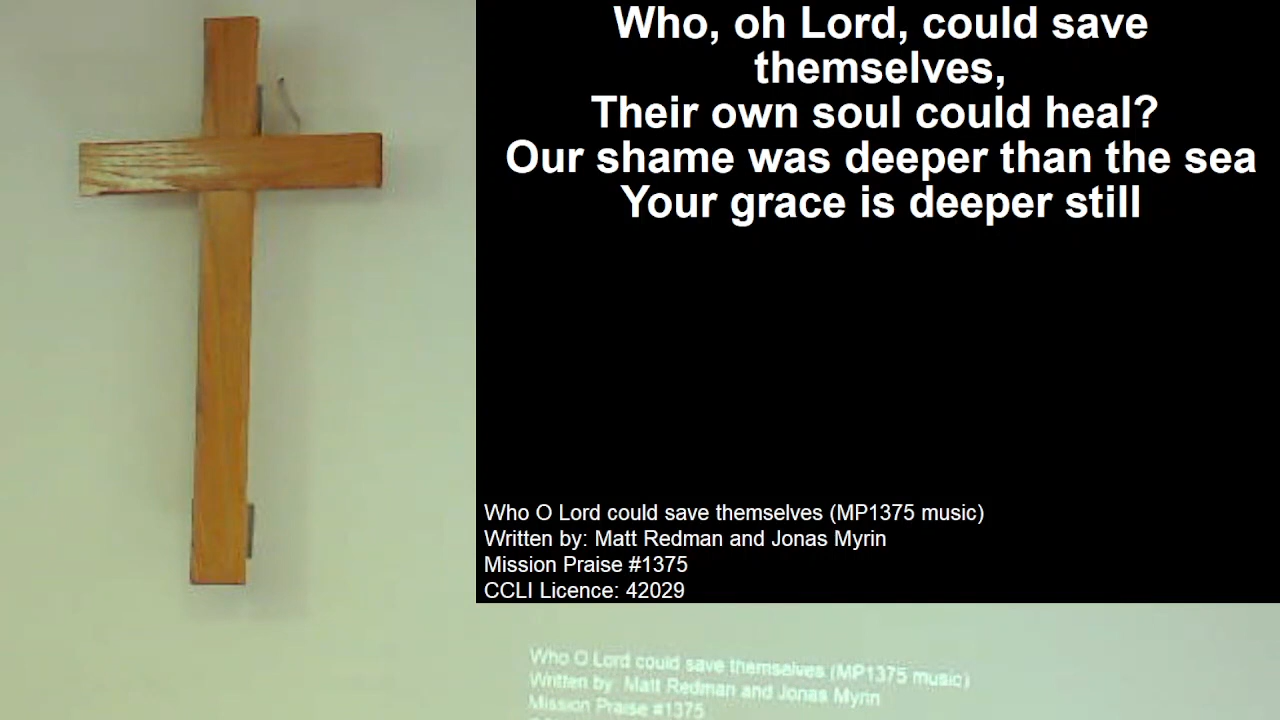 Who, oh Lord, could save
themselves,
Their own soul could heal?
Our shame was deeper than the sea
Your grace is deeper still
Who O Lord could save themselves (MP1375 music)
Written by: Matt Redman and Jonas Myrin
Mission Praise #1375
CCLI Licence: 42029
Who O Lord could save themselves (MP1375 music)
Written by: Matt Redman and Jonas Myrin
Mission Praise #1375